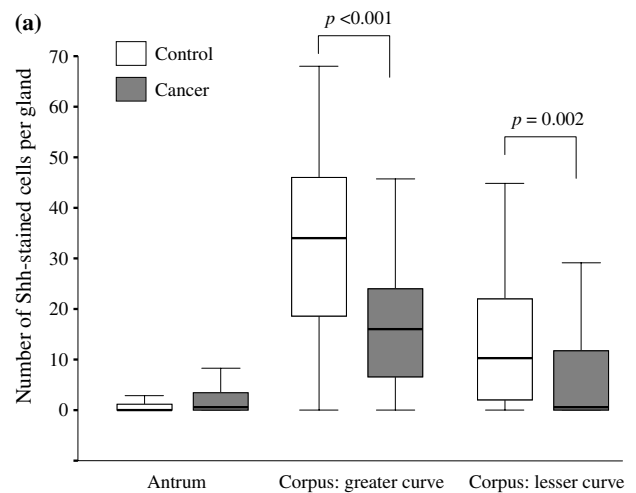 (a)
p <0.001
Control
Cancer
p = 0.002
Number of Shh-stained cells per gland
70
60
50
40
30
20
10
0
Antrum
Corpus: greater curve
Corpus: lesser curve